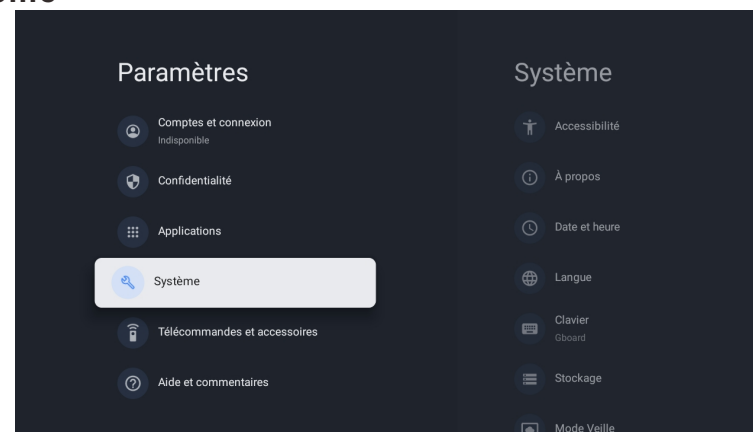 Paramètres
Comptes et connexion
Indisponible
Confidentialité
Applications
Système
Télécommandes et accessoires
Aide et commentaires
Système
Accessibilité
À propos
Date et heure
Langue
Clavier
Gboard
Stockage
Mode Veille